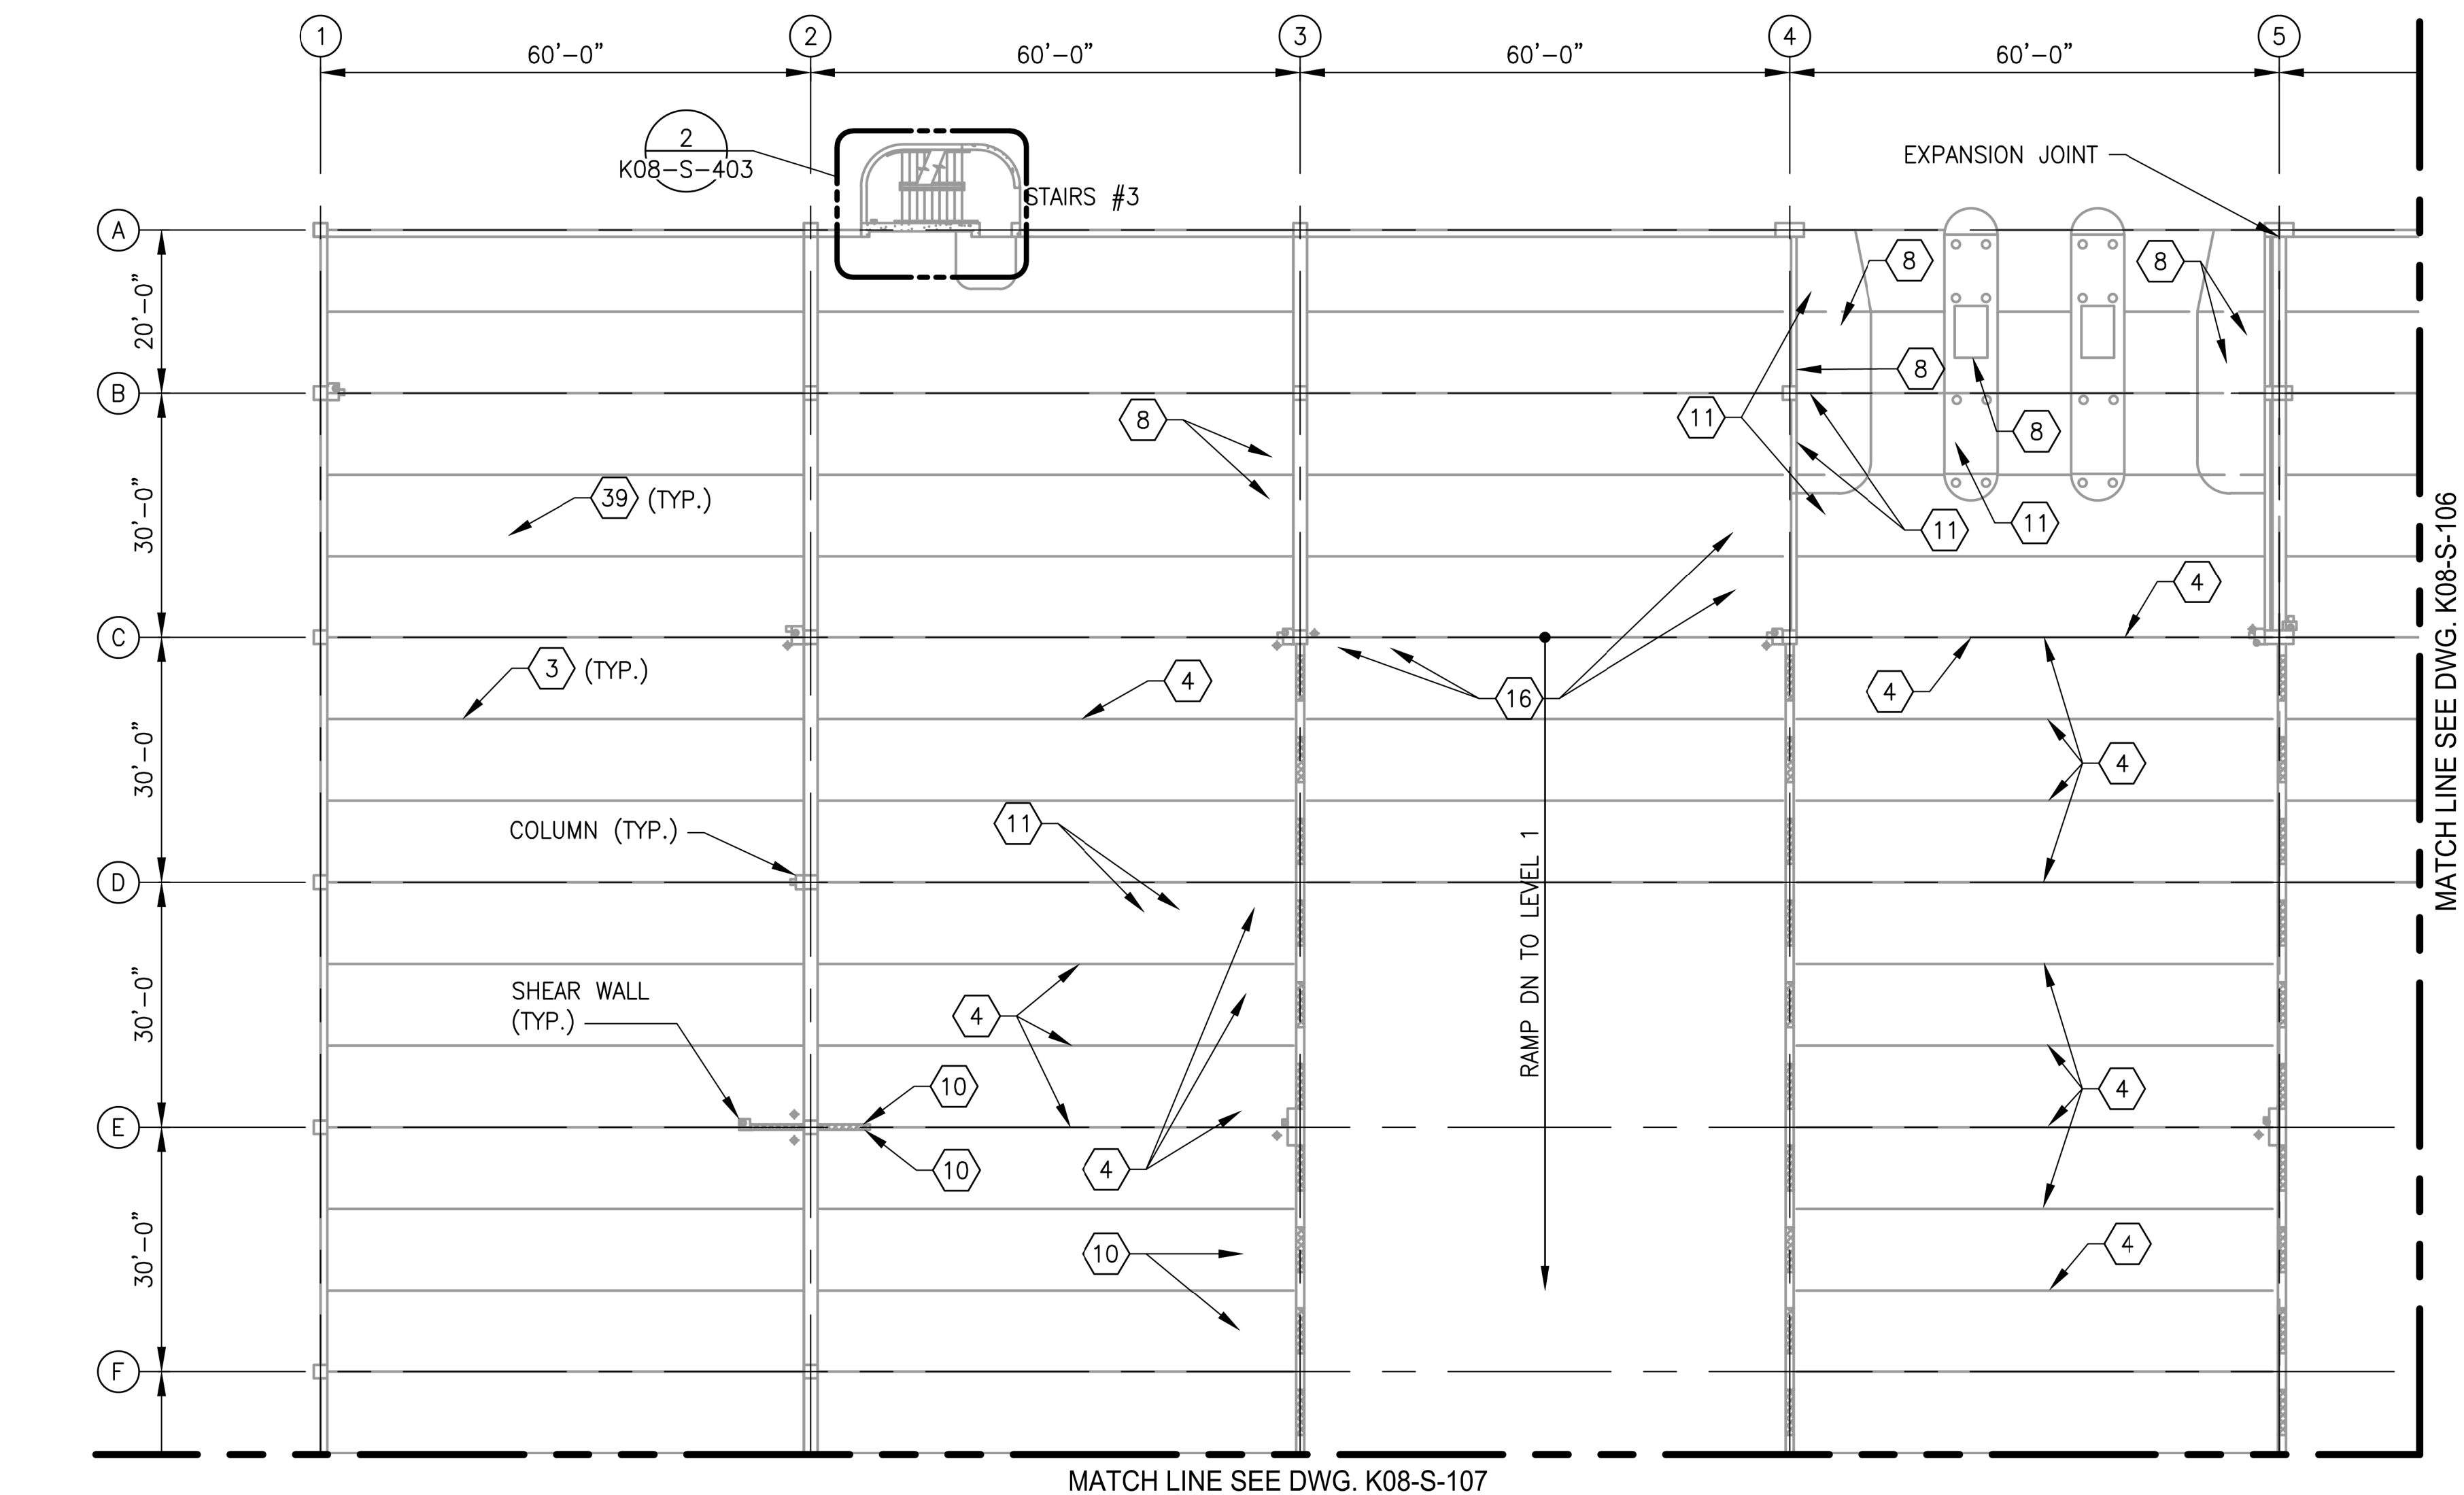 1
2
3
4
5
60'-0"
60'-0"
60'-0"
60'-0"
2
K08-S-403
STAIRS #3
EXPANSION JOINT
A
20'-0"
8
8
8
B
11
8
8
30'-0"
39 (TYP.)
11
11
4
C
3 (TYP.)
4
16
4
30'-0"
4
COLUMN (TYP.)
11
RAMP DN TO LEVEL 1
D
30'-0"
SHEAR WALL
(TYP.)
4
10
4
E
10
4
30'-0"
10
4
F
MATCH LINE SEE DWG. K08-S-106
MATCH LINE SEE DWG. K08-S-107